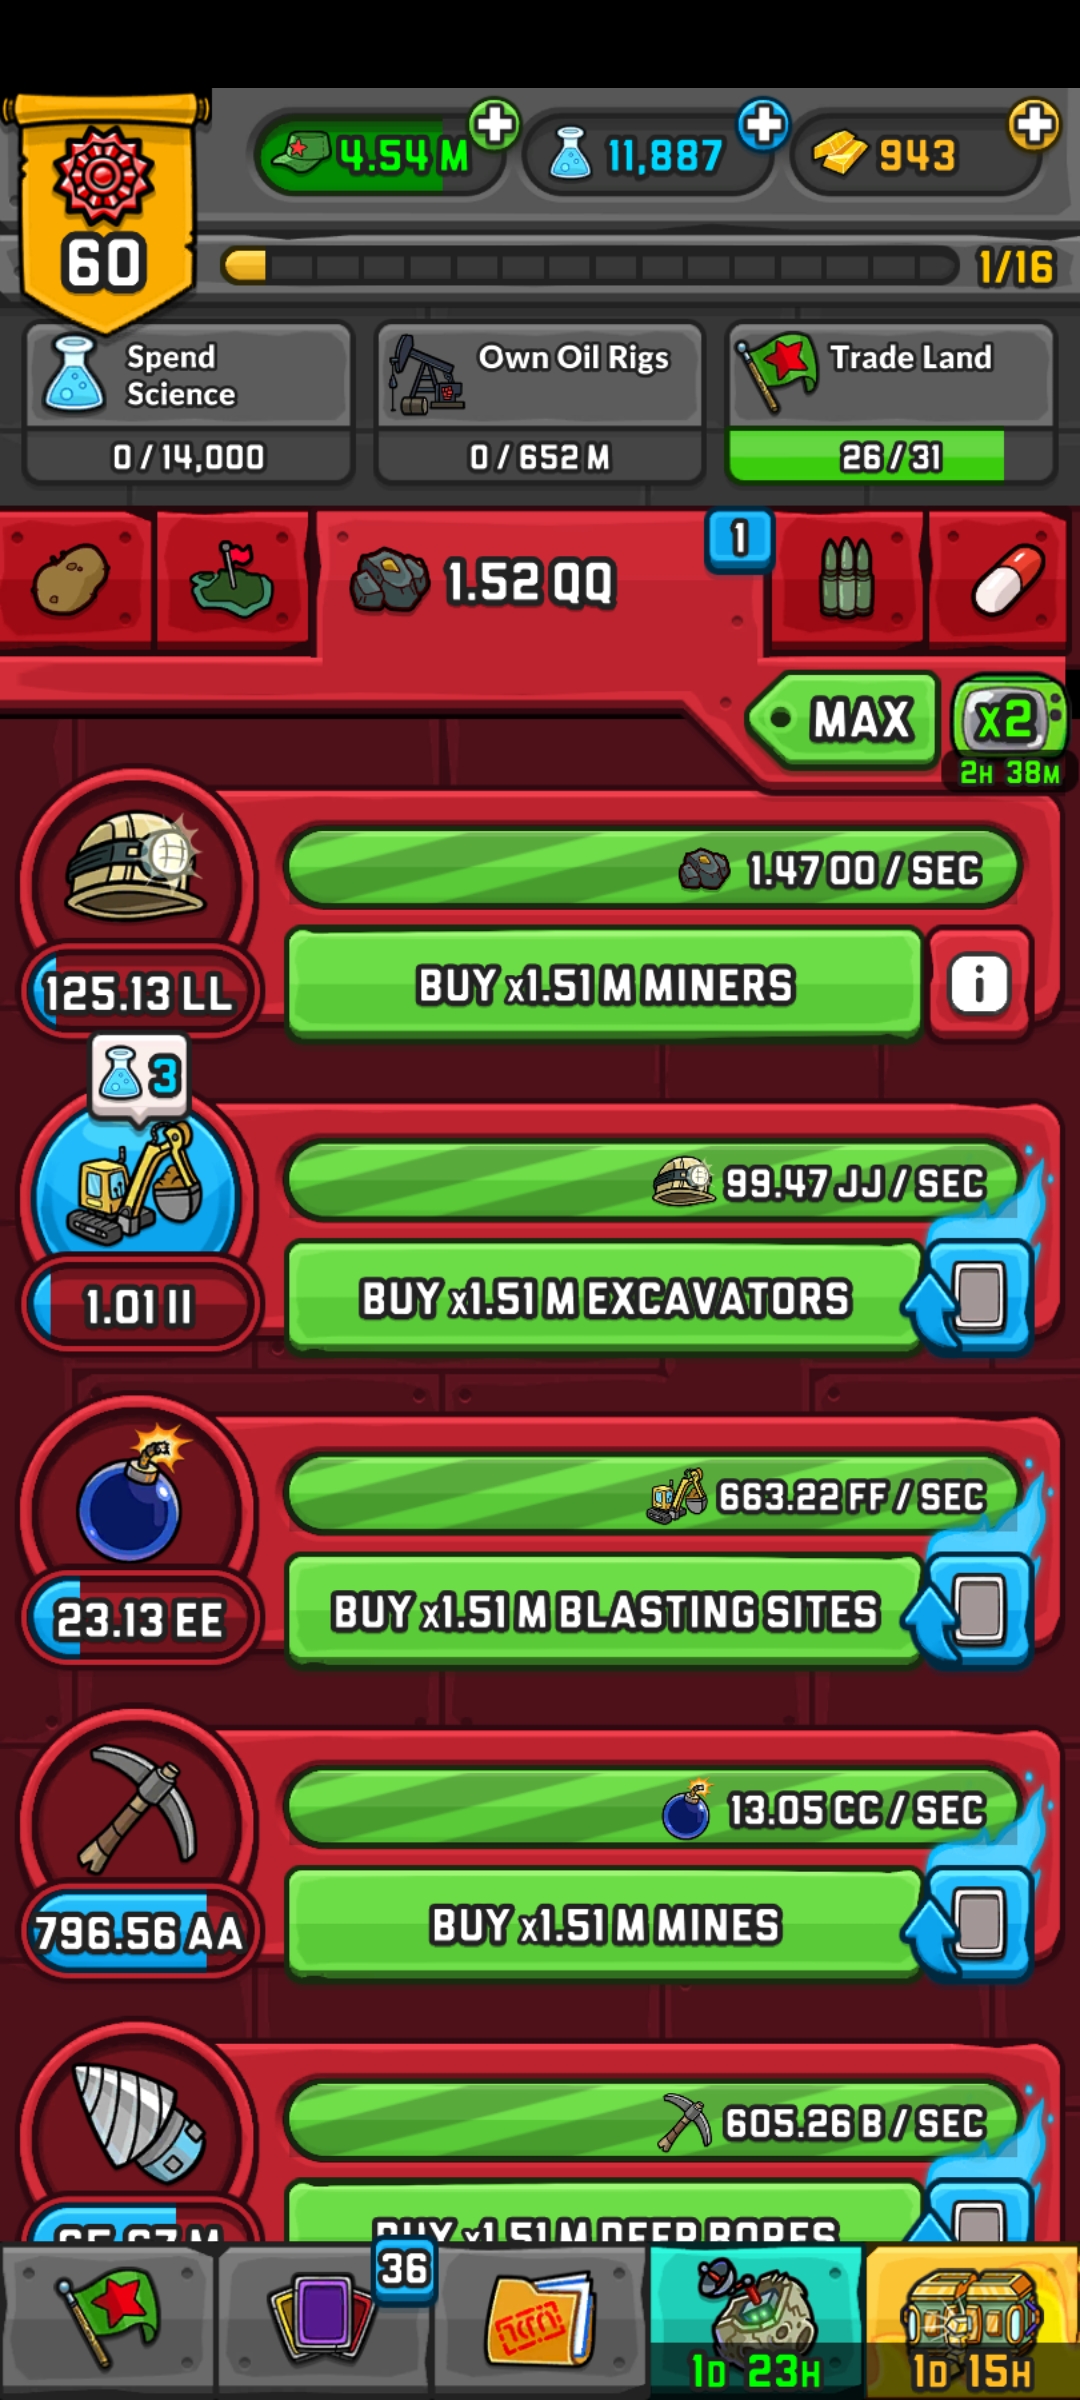 4.54 M
11,887
943
60
1/16
Spend
Science
0/14,000
Own Oil Rigs
0/652 M
Trade Land
26/31
1.52 QQ
1
MAX
x2
2H 38M
1.47 OO / SEC
125.13 LL
BUY x1.51 M MINERS
i
3
99.47 JJ / SEC
1.01 II
BUY x1.51 M EXCAVATORS
663.22 FF / SEC
23.13 EE
BUY x1.51 M BLASTING SITES
13.05 CC / SEC
796.56 AA
BUY x1.51 M MINES
605.26 B / SEC
BUY x1.51 M DEEP BORES
36
1D 23H
1D 15H